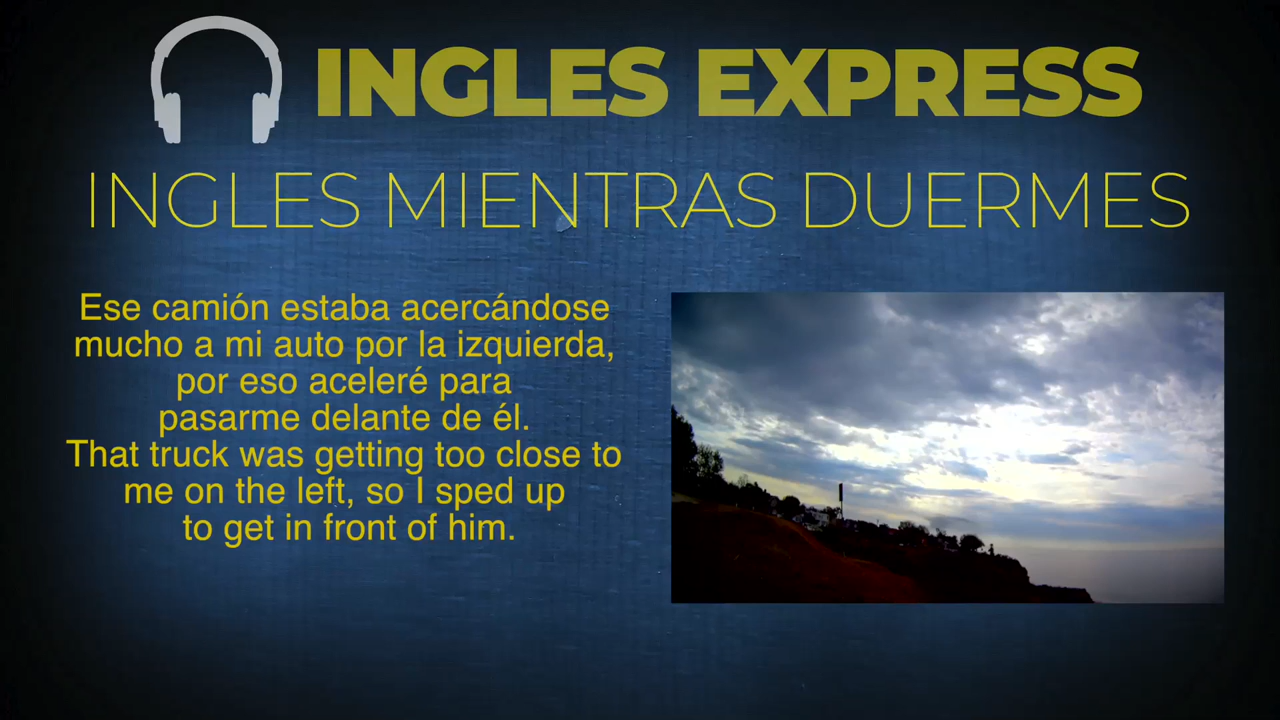 INGLES EXPRESS
INGLES MIENTRAS DUERMES
Ese camión estaba acercándose
mucho a mi auto por la izquierda,
por eso aceleré para
pasarme delante de él.
That truck was getting too close to
me on the left, so I sped up
to get in front of him.